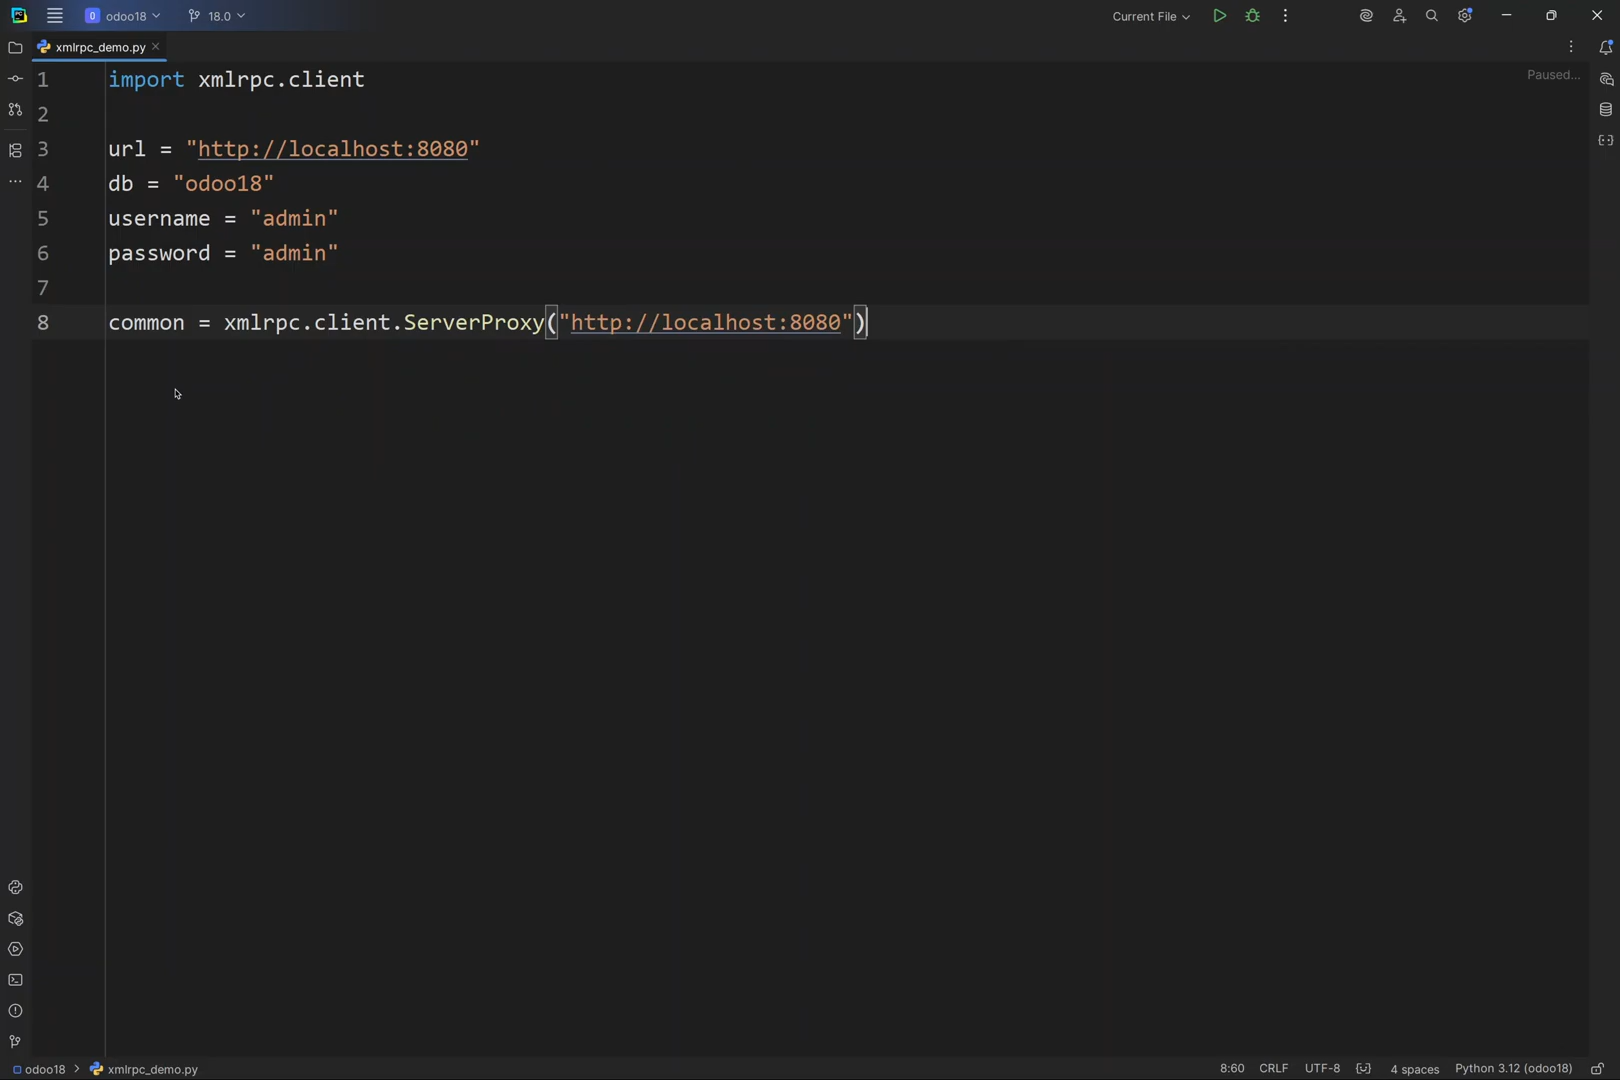 odoo18
18.0
Current File
xmlrpc_demo.py
Paused...
1 import xmlrpc.client
2
3 url = "http://localhost:8080"
4 db = "odoo18"
5 username = "admin"
6 password = "admin"
7
8 common = xmlrpc.client.ServerProxy("http://localhost:8080")
odoo18 > xmlrpc_demo.py
8:60 CRLF UTF-8 4 spaces Python 3.12 (odoo18)